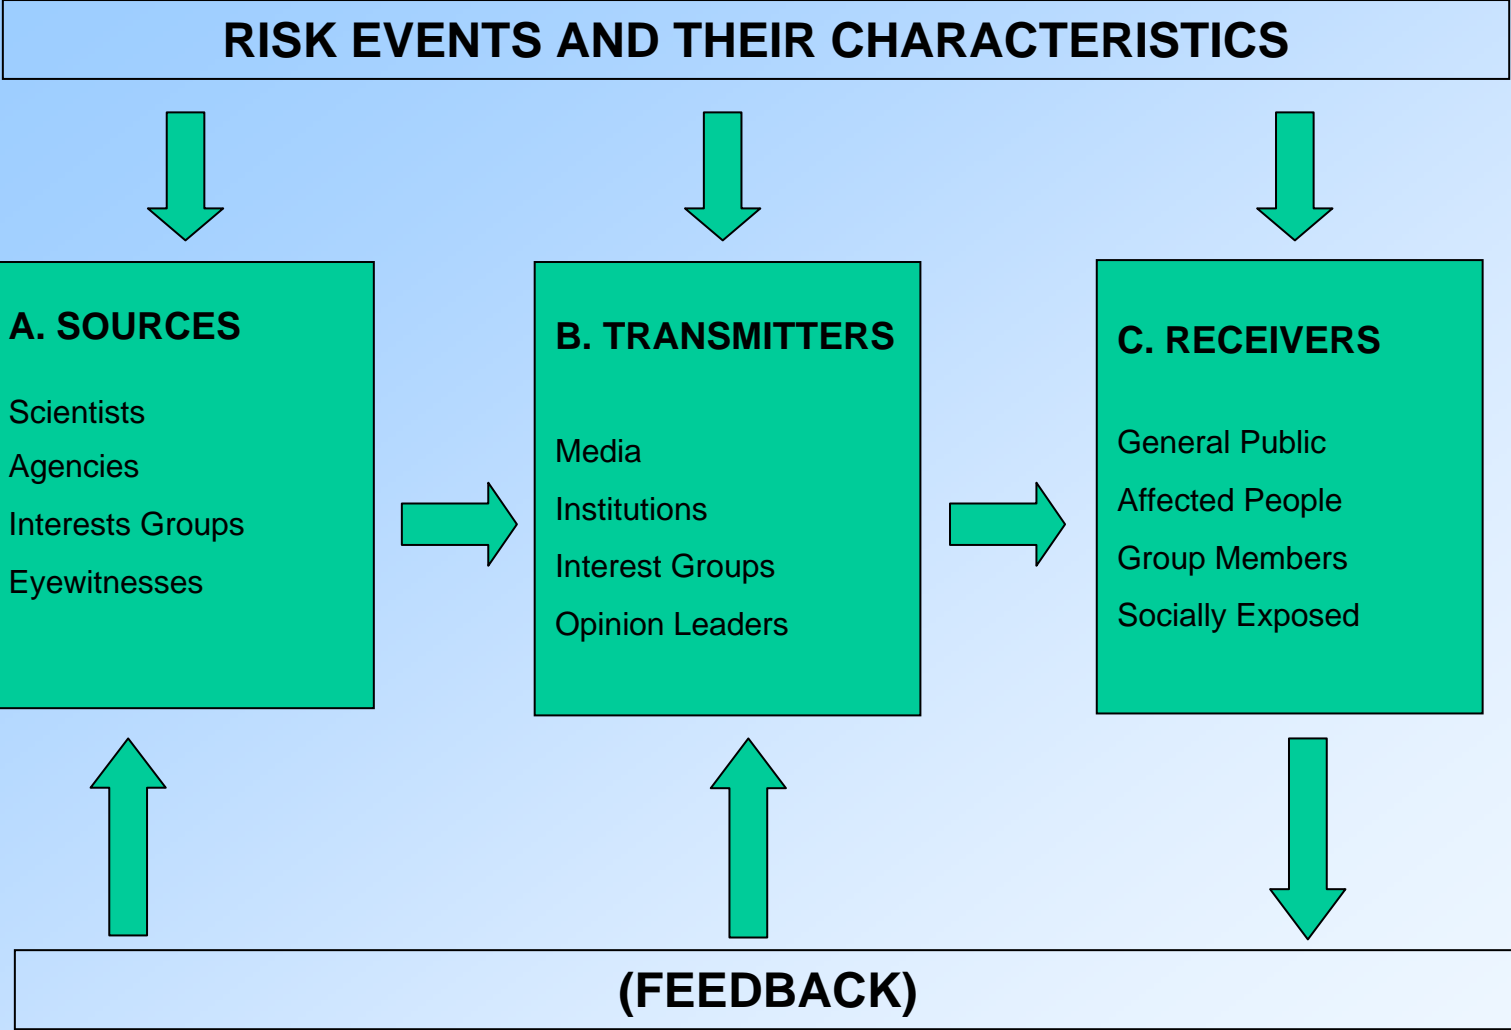 RISK EVENTS AND THEIR CHARACTERISTICS
A. SOURCES
Scientists
Agencies
Interests Groups
Eyewitnesses
B. TRANSMITTERS
Media
Institutions
Interest Groups
Opinion Leaders
C. RECEIVERS
General Public
Affected People
Group Members
Socially Exposed
(FEEDBACK)